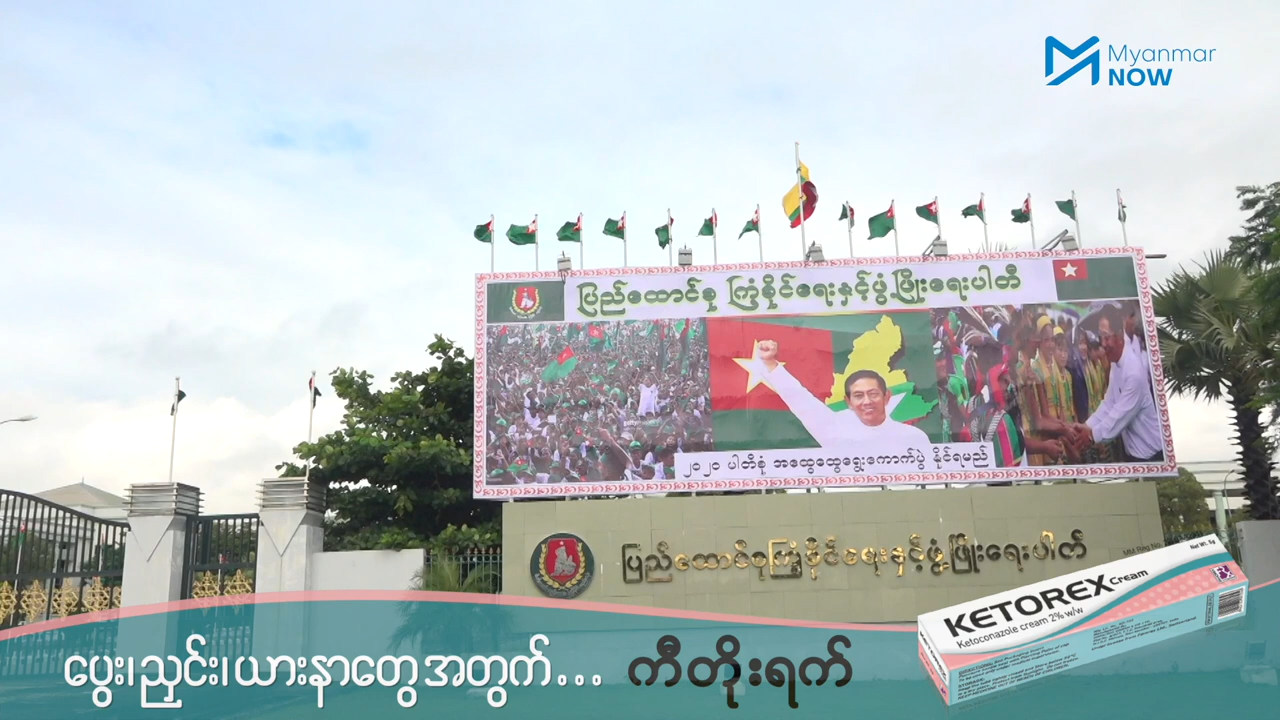 Myanmar
NOW
ပြည်ထောင်စု ကြံ့ခိုင်ရေးနှင့်ဖွံ့ဖြိုးရေးပါတီ
၂၀၂၀ ပါတီစုံ အထွေထွေရွေးကောက်ပွဲ နိုင်ရမည်
ပြည်ထောင်စုကြံ့ခိုင်ရေးနှင့်ဖွံ့ဖြိုးရေးပါတီ
ပွေး၊ညှင်း၊ယားနာတွေအတွက်... ကီတိုးရက်
KETOREX Cream
Ketoconazole cream 2% w/w